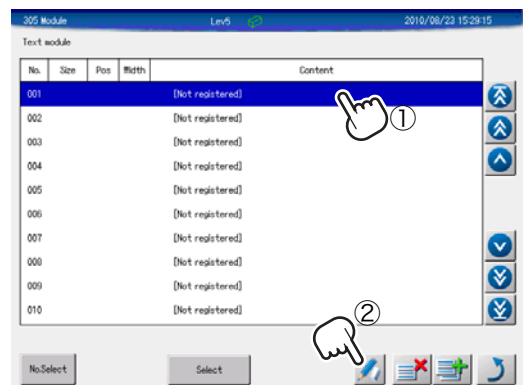 305 Module Lev5 2010/08/23 15:29:15
Text module
No. Size Pos Width Content
001 [Not registered]
①
002 [Not registered]
003 [Not registered]
004 [Not registered]
005 [Not registered]
006 [Not registered]
007 [Not registered]
008 [Not registered]
009 [Not registered]
010 [Not registered]
②
No.Select Select